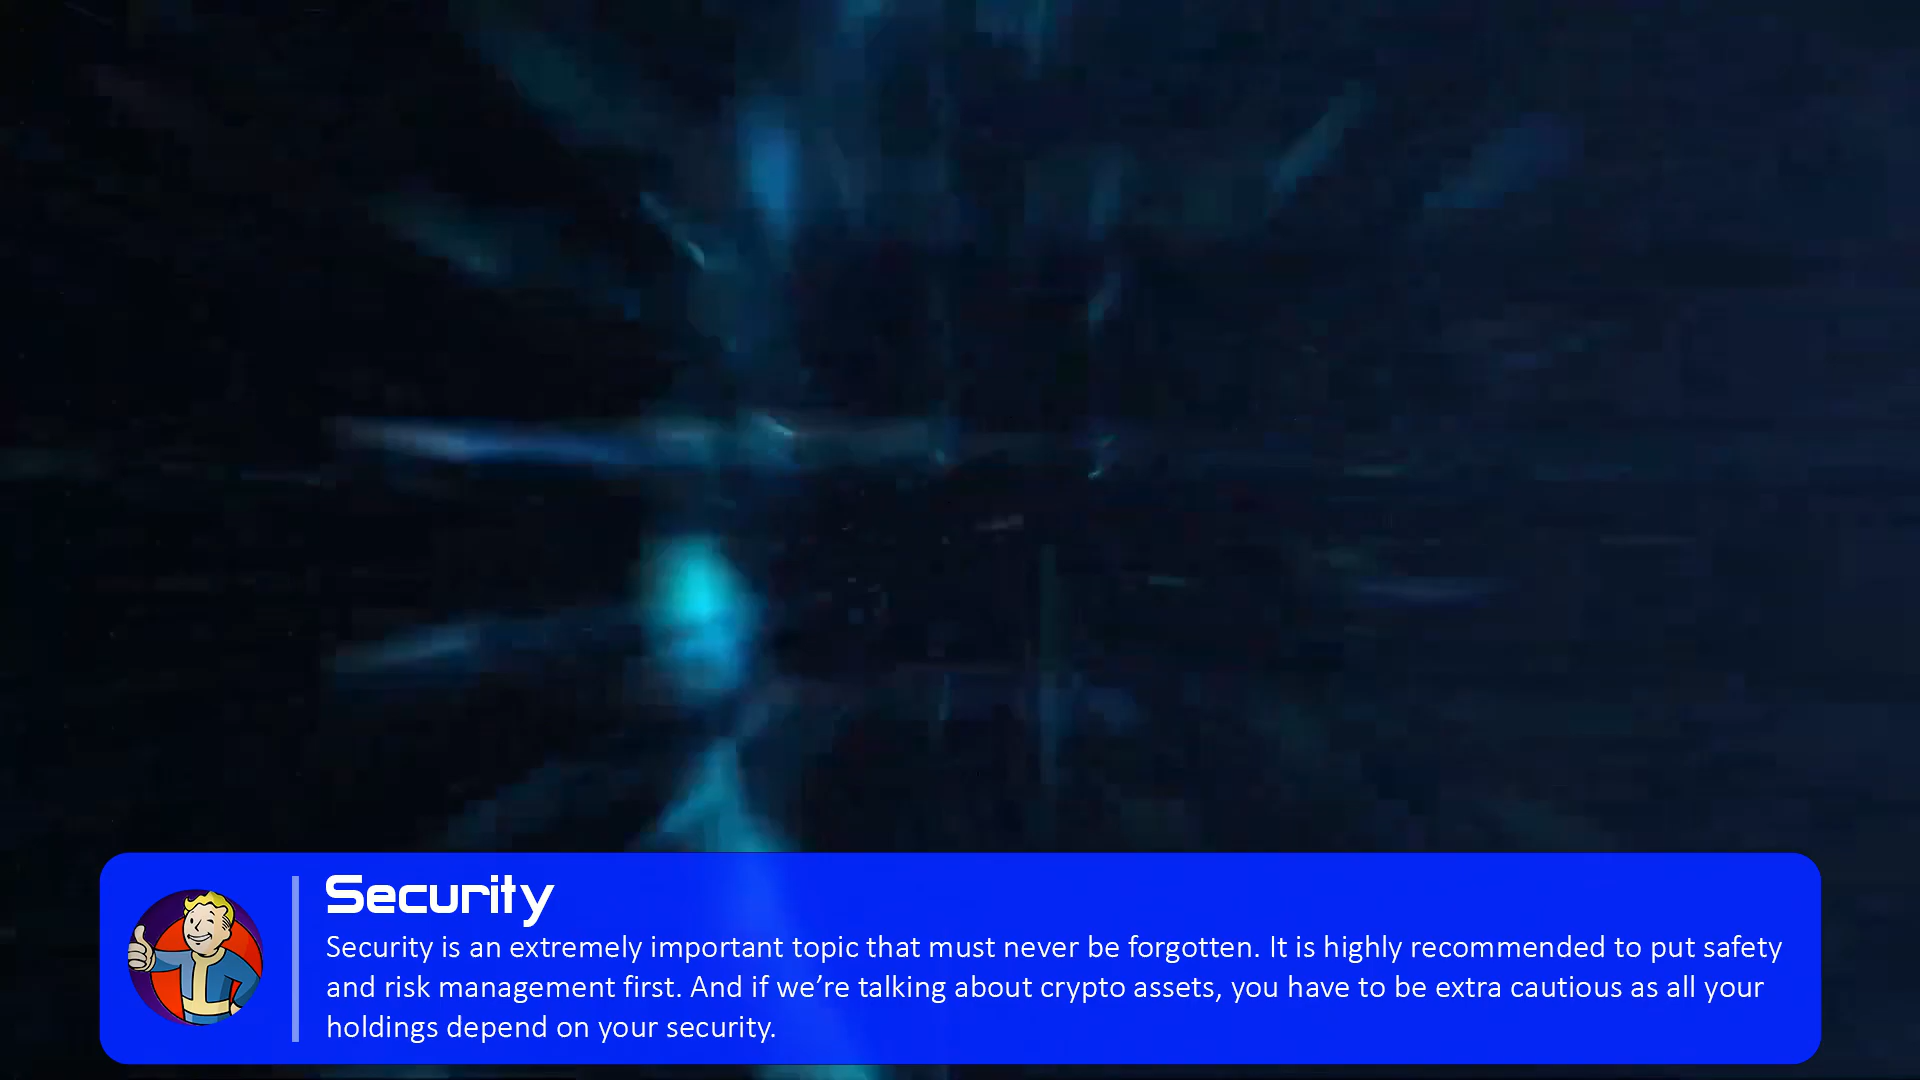 Security
Security is an extremely important topic that must never be forgotten. It is highly recommended to put safety
and risk management first. And if we’re talking about crypto assets, you have to be extra cautious as all your
holdings depend on your security.